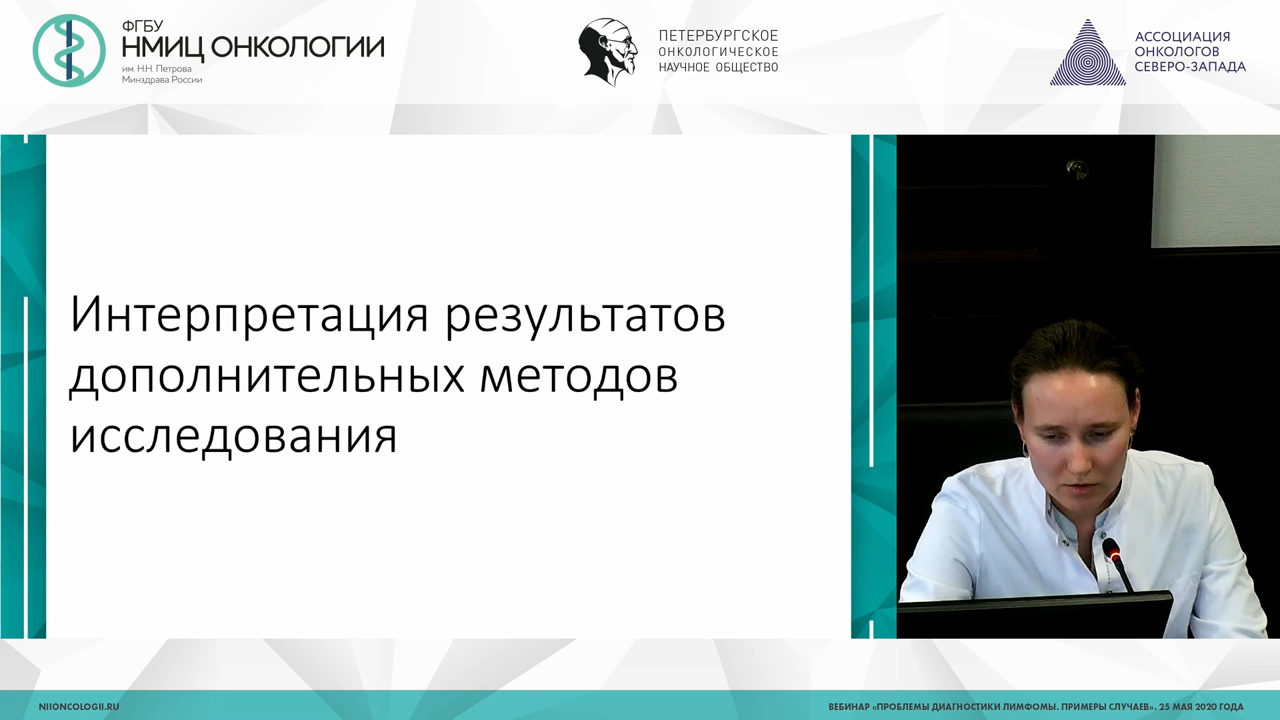 ФГБУ
НМИЦ ОНКОЛОГИИ
им. Н.Н. Петрова
Минздрава России
ПЕТЕРБУРГСКОЕ
ОНКОЛОГИЧЕСКОЕ
НАУЧНОЕ ОБЩЕСТВО
АССОЦИАЦИЯ
ОНКОЛОГОВ
СЕВЕРО-ЗАПАДА
Интерпретация результатов
дополнительных методов
исследования
NIIONCOLOGII.RU
ВЕБИНАР «ПРОБЛЕМЫ ДИАГНОСТИКИ ЛИМФОМЫ. ПРИМЕРЫ СЛУЧАЕВ». 25 МАЯ 2020 ГОДА